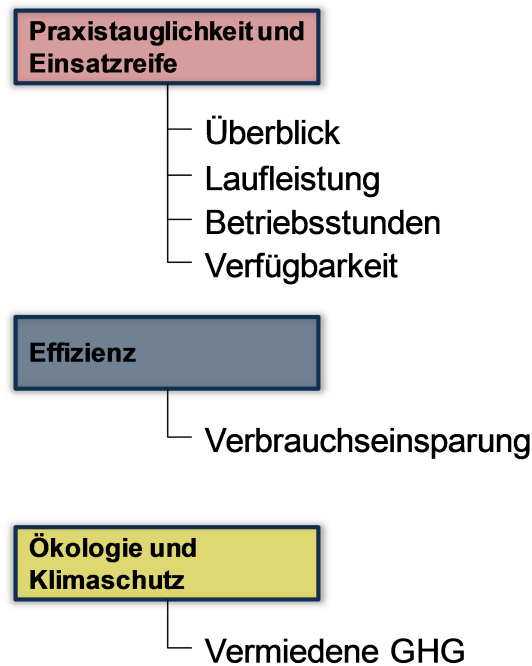 Praxistauglichkeit und
Einsatzreife
Überblick
Laufleistung
Betriebsstunden
Verfügbarkeit
Effizienz
Verbrauchseinsparung
Ökologie und
Klimaschutz
Vermiedene GHG